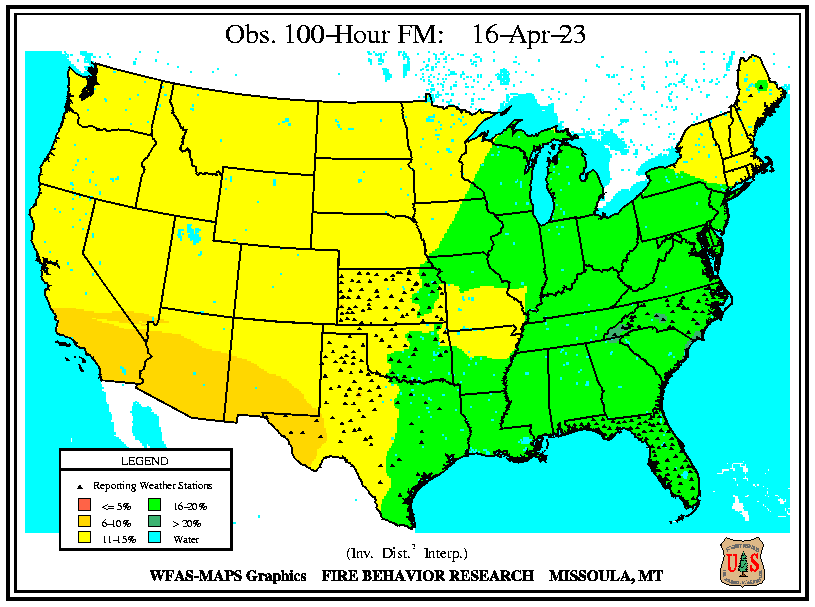 Obs. 100-Hour FM: 16-Apr-23
LEGEND
Reporting Weather Stations
<= 5% 16-20%
6-10% > 20%
11-15% Water
(Inv. Dist.² Interp.)
WFAS-MAPS Graphics FIRE BEHAVIOR RESEARCH MISSOULA, MT
U S